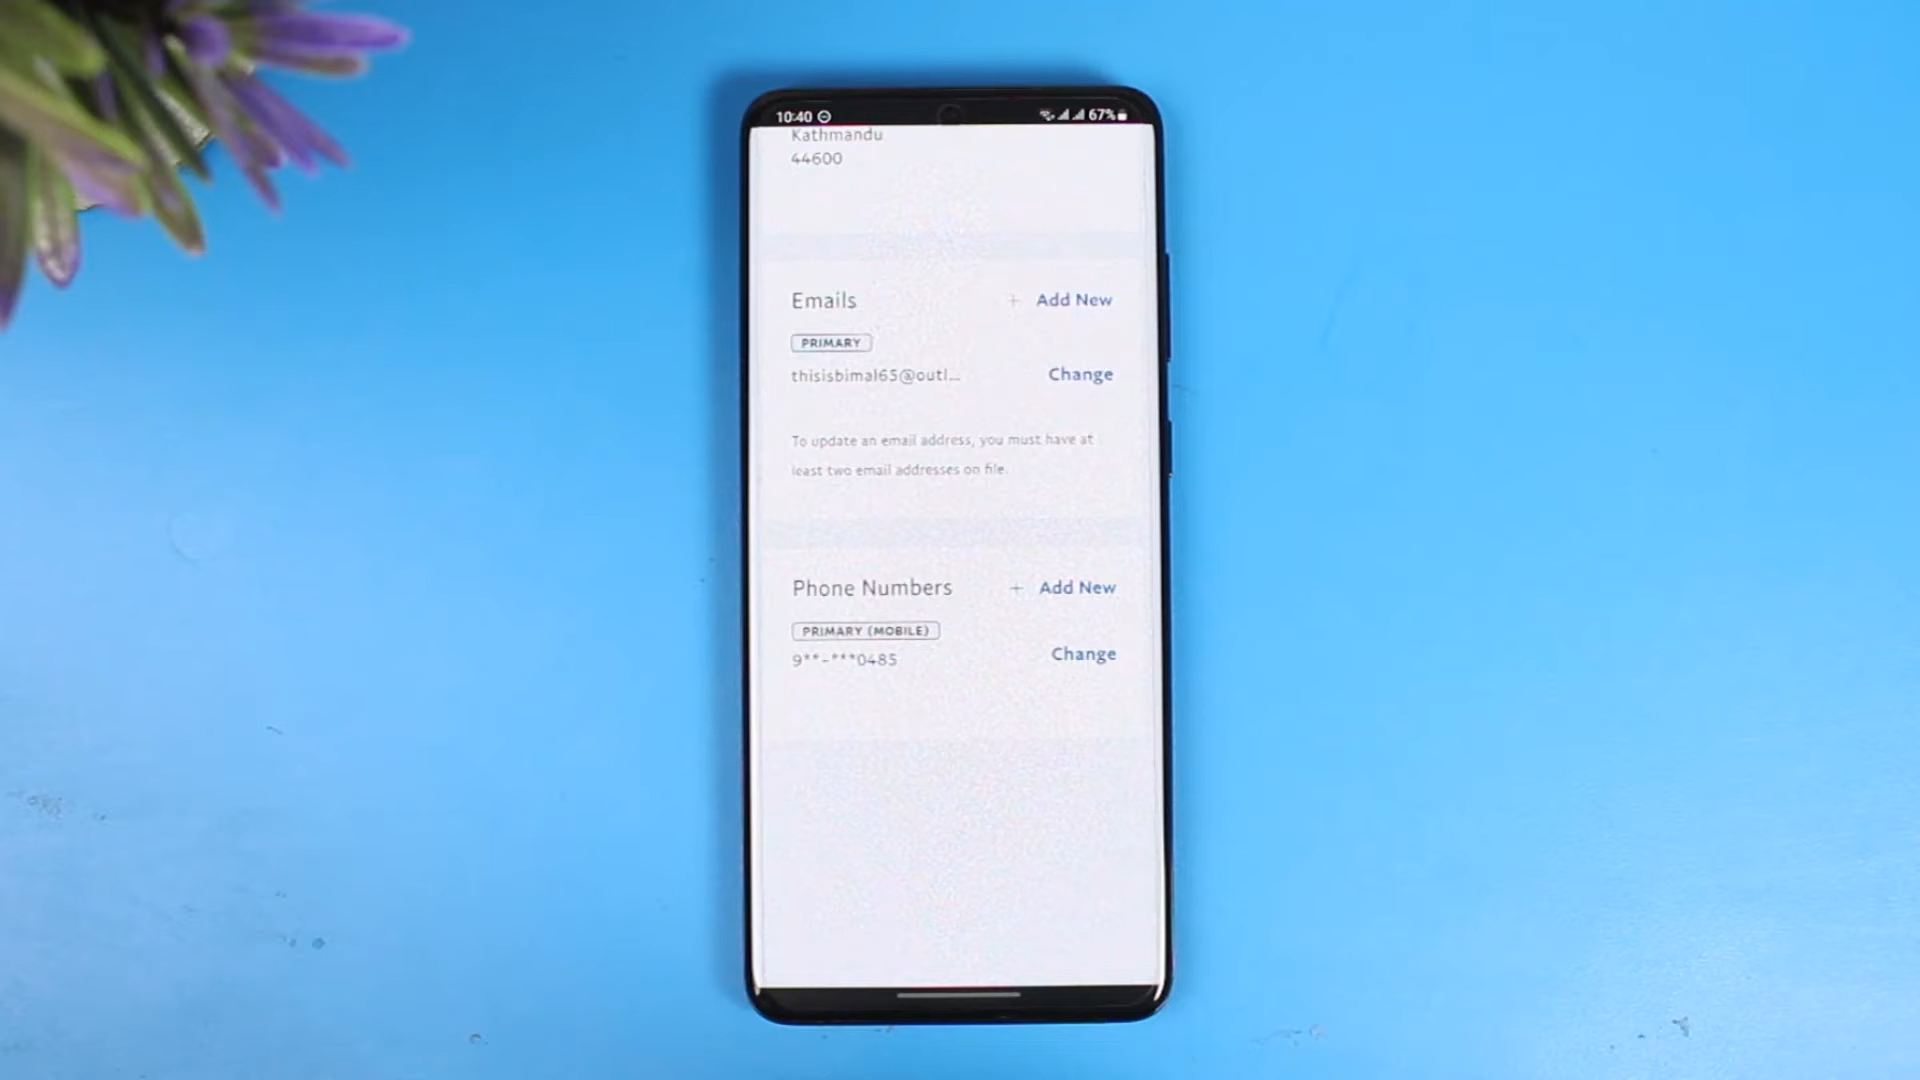 10:40 67%
Kathmandu
44600
Emails + Add New
PRIMARY
thisisbimal65@outl... Change
To update an email address, you must have at
least two email addresses on file.
Phone Numbers + Add New
PRIMARY (MOBILE)
9**-***0485 Change